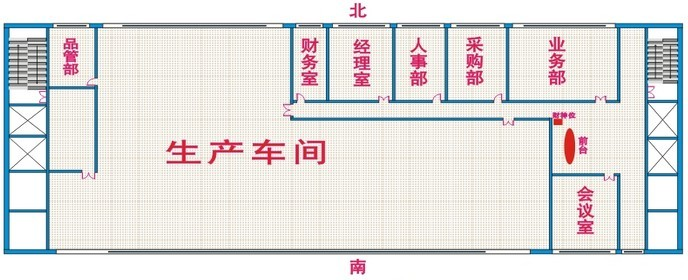 北
品管部
财务室
经理室
人事部
采购部
业务部
财神位
前台
生产车间
会议室
南